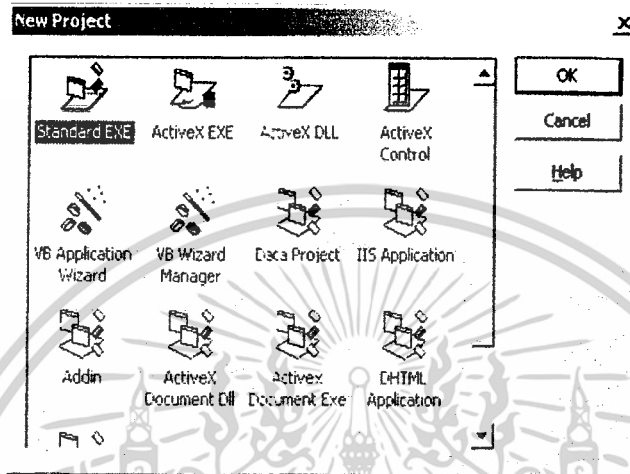 New Project
OK
Cancel
Help
Standard EXE
ActiveX EXE
ActiveX DLL
ActiveX
Control
VB Application
Wizard
VB Wizard
Manager
Data Project
IIS Application
Addin
ActiveX
Document Dll
Activex
Document Exe
DHTML
Application